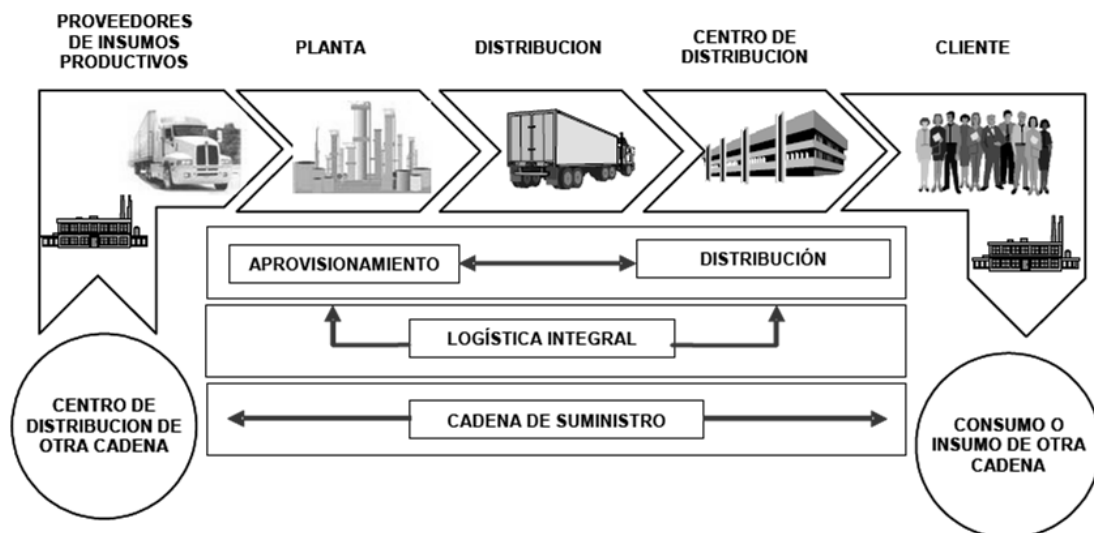 PROVEEDORES
DE INSUMOS
PRODUCTIVOS
PLANTA
DISTRIBUCION
CENTRO DE
DISTRIBUCION
CLIENTE
APROVISIONAMIENTO
DISTRIBUCIÓN
LOGÍSTICA INTEGRAL
CADENA DE SUMINISTRO
CENTRO DE
DISTRIBUCION DE
OTRA CADENA
CONSUMO O
INSUMO DE OTRA
CADENA